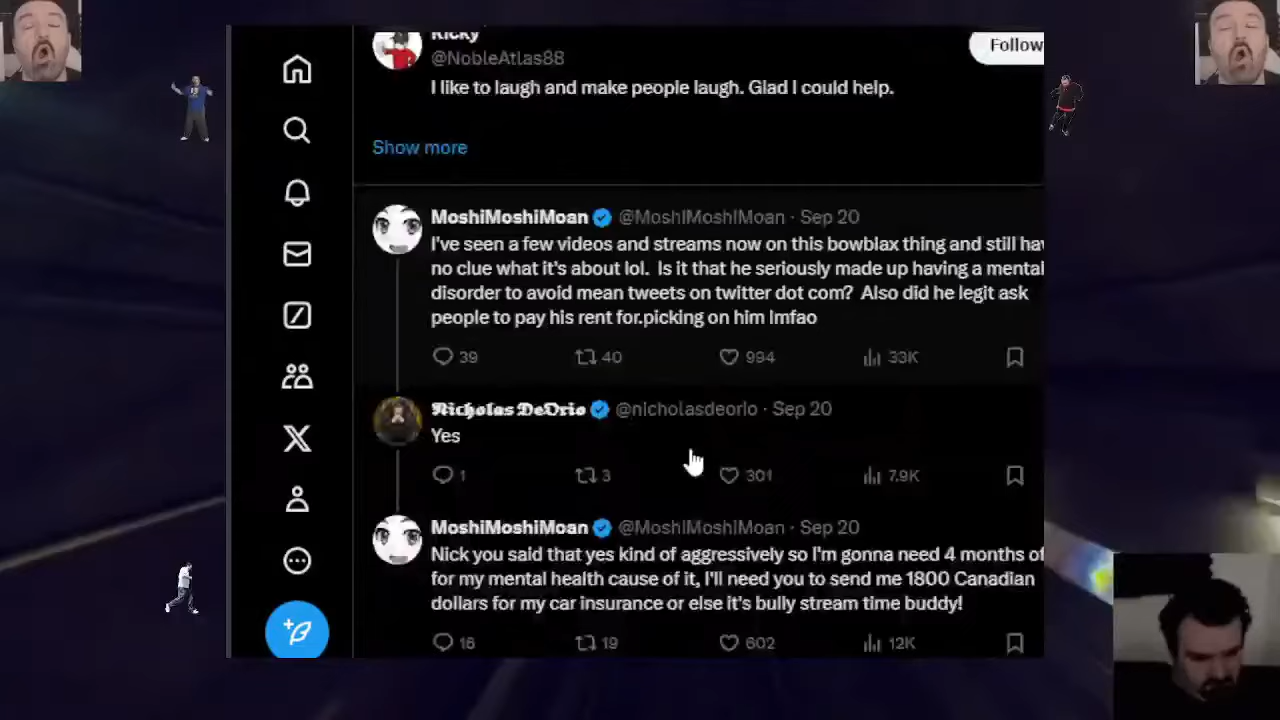 Ricky
Follow
@NobleAtlas88
I like to laugh and make people laugh. Glad I could help.
Show more
MoshiMoshiMoan @MoshiMoshiMoan · Sep 20
I've seen a few videos and streams now on this bowblax thing and still hav
no clue what it's about lol. Is it that he seriously made up having a mental
disorder to avoid mean tweets on twitter dot com? Also did he legit ask
people to pay his rent for.picking on him lmfao
39 40 994 33K
Nicholas DeOrio @nicholasdeorio · Sep 20
Yes
1 3 301 7.9K
MoshiMoshiMoan @MoshiMoshiMoan · Sep 20
Nick you said that yes kind of aggressively so I'm gonna need 4 months of
for my mental health cause of it, I'll need you to send me 1800 Canadian
dollars for my car insurance or else it's bully stream time buddy!
16 19 602 12K